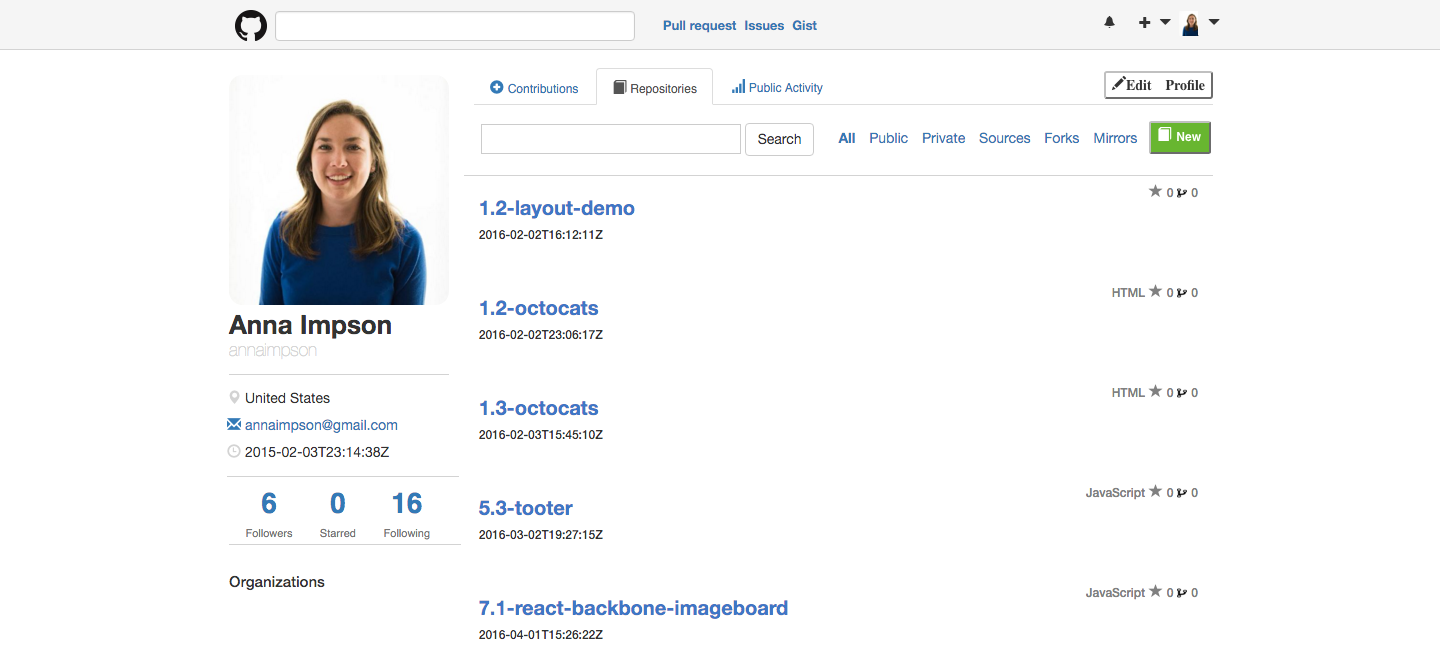 Pull request Issues Gist
Contributions Repositories Public Activity Edit Profile
Search All Public Private Sources Forks Mirrors New
Anna Impson
annaimpson
United States
annaimpson@gmail.com
2015-02-03T23:14:38Z
6 0 16
Followers Starred Following
Organizations
0 0
1.2-layout-demo
2016-02-02T16:12:11Z
HTML 0 0
1.2-octocats
2016-02-02T23:06:17Z
HTML 0 0
1.3-octocats
2016-02-03T15:45:10Z
JavaScript 0 0
5.3-tooter
2016-03-02T19:27:15Z
JavaScript 0 0
7.1-react-backbone-imageboard
2016-04-01T15:26:22Z